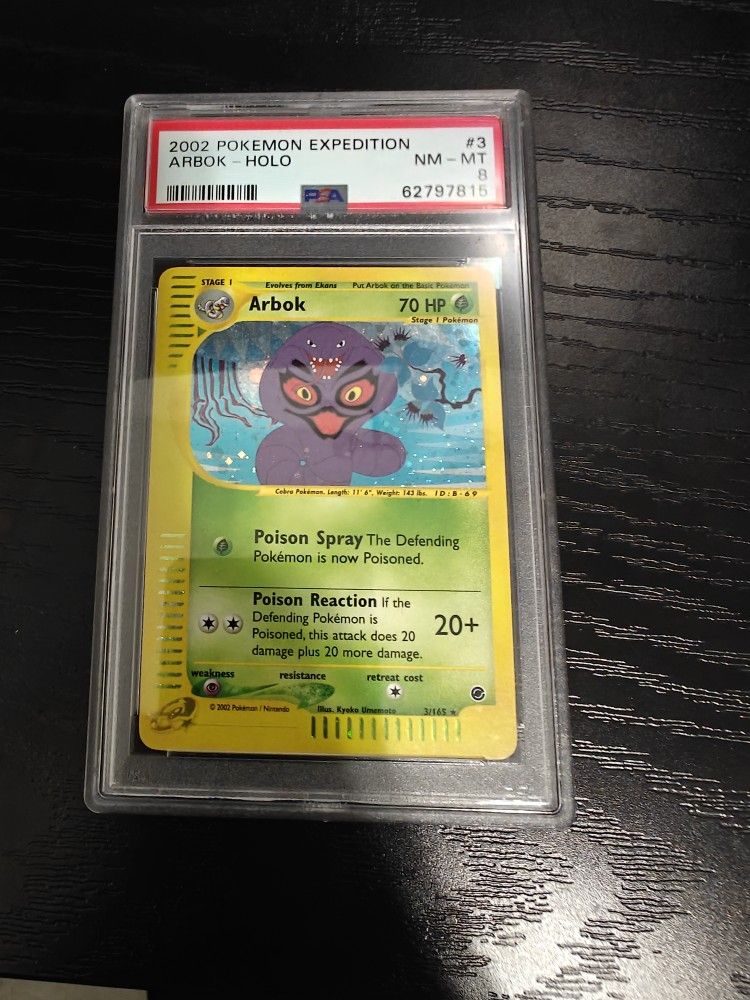 2002 POKEMON EXPEDITION #3
ARBOK - HOLO NM - MT
8
PSA 62797815
STAGE 1 Evolves from Ekans Put Arbok on the Basic Pokémon
Arbok 70 HP
Stage 1 Pokémon
Cobra Pokémon. Length: 11' 6", Weight: 143 lbs. ID: B-69
Poison Spray The Defending
Pokémon is now Poisoned.
Poison Reaction If the
Defending Pokémon is
Poisoned, this attack does 20
damage plus 20 more damage.
20+
weakness resistance retreat cost
© 2002 Pokémon / Nintendo Illus. Kyoko Umemoto 3/165 ★